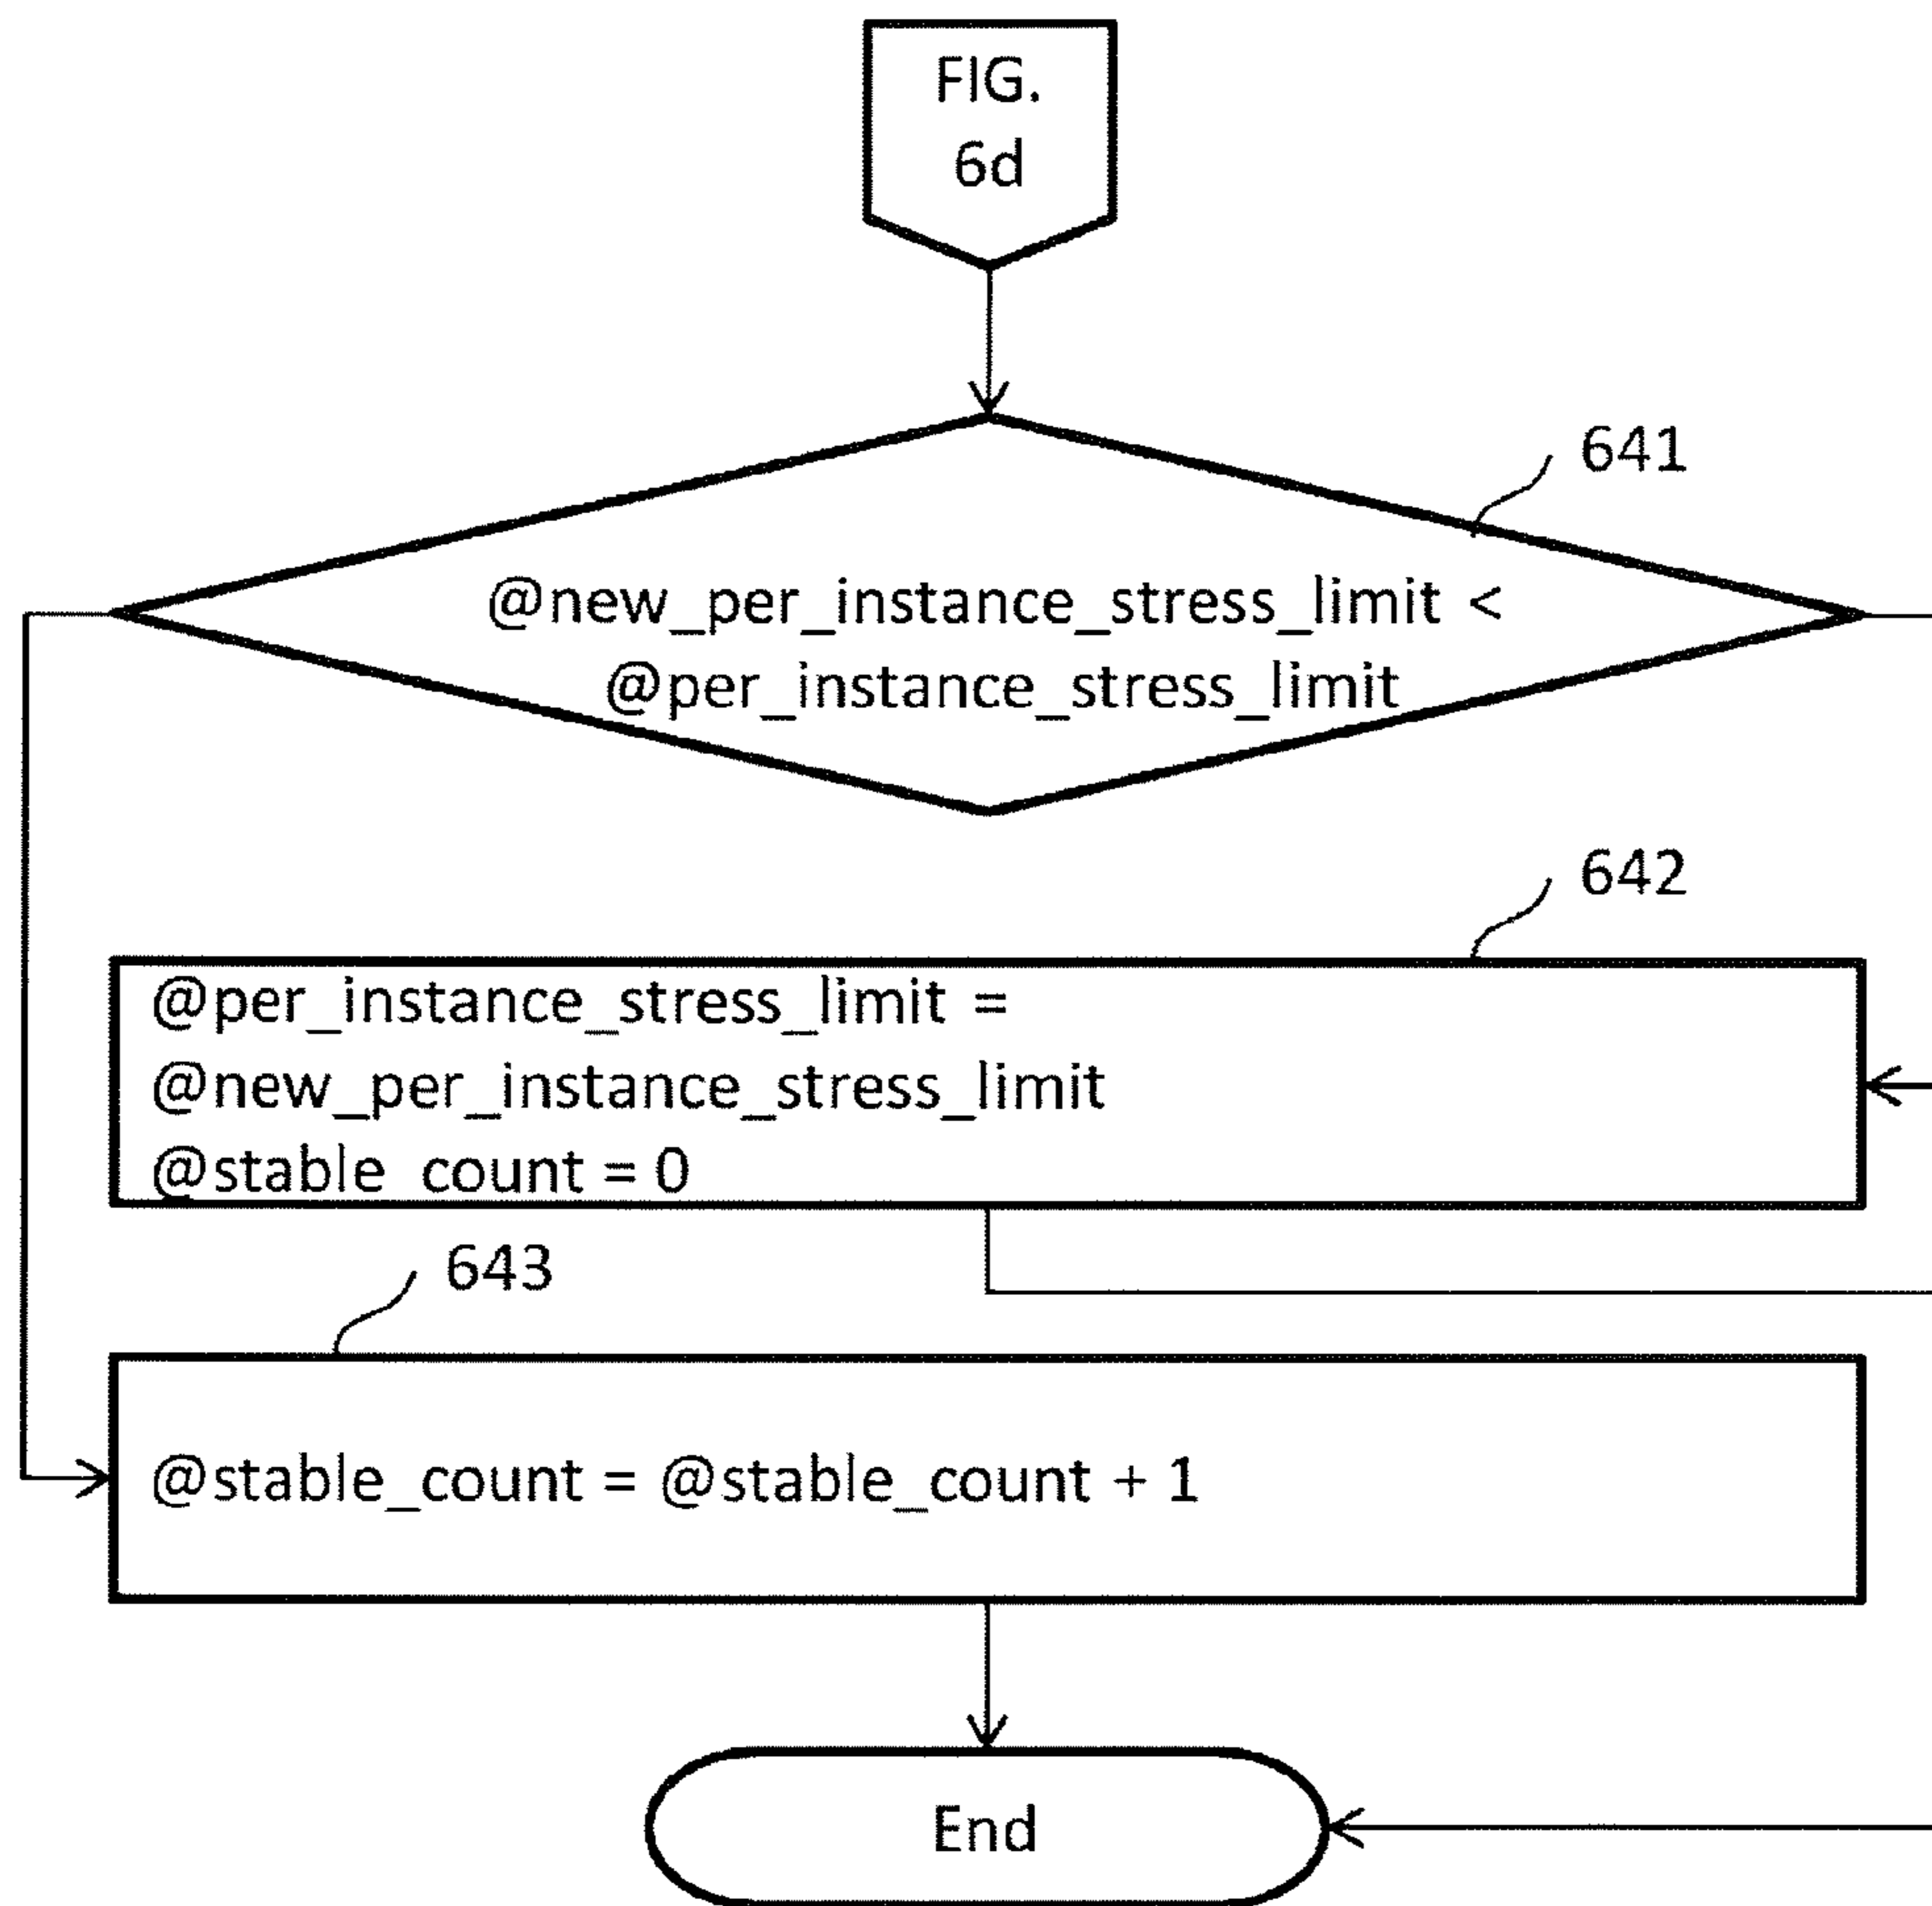 FIG.
6d
641
@new_per_instance_stress_limit <
@per_instance_stress_limit
642
@per_instance_stress_limit =
@new_per_instance_stress_limit
@stable_count = 0
643
@stable_count = @stable_count + 1
End